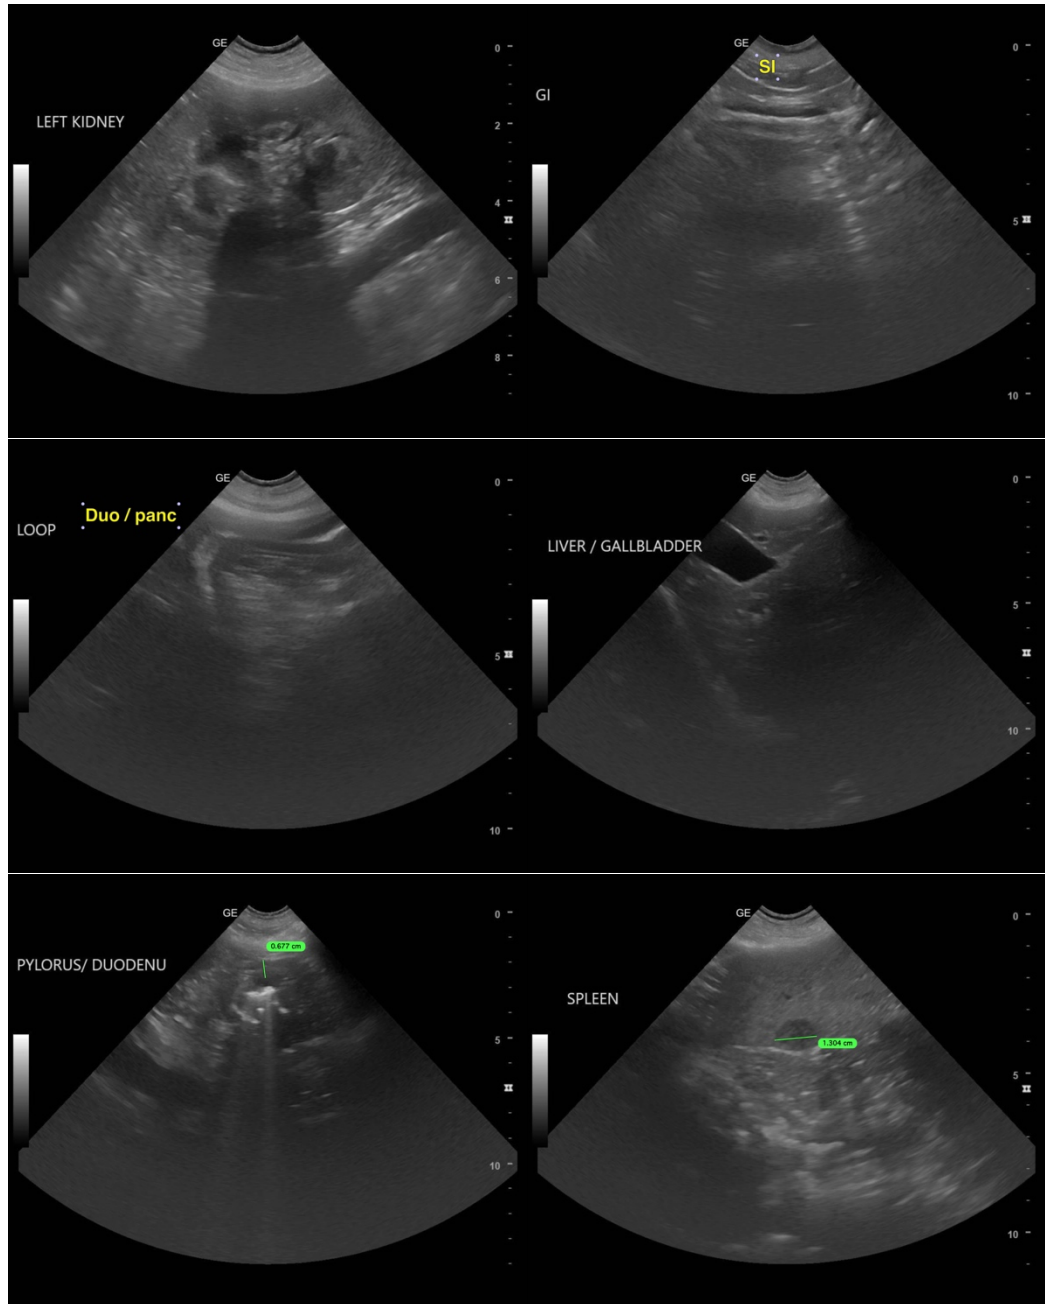 GE
0
LEFT KIDNEY
2
4
6
8
GE
0
SI
GI
5
10
GE
0
Duo / panc
LOOP
5
10
GE
0
LIVER / GALLBLADDER
5
10
GE
0
0.677 cm
PYLORUS/ DUODENU
5
10
GE
0
SPLEEN
1.304 cm
5
10